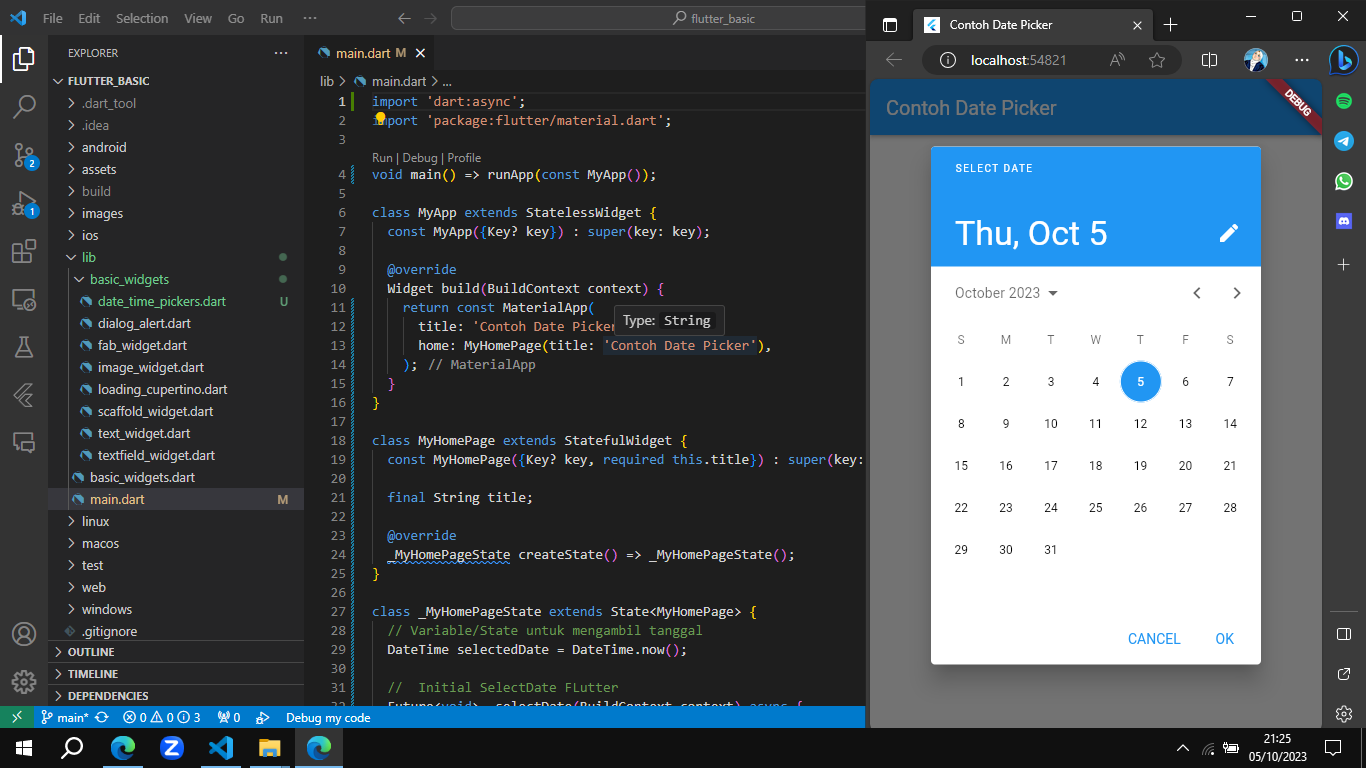 File Edit Selection View Go Run ···
flutter_basic
EXPLORER
FLUTTER_BASIC
.dart_tool
.idea
android
assets
build
images
ios
lib
basic_widgets
date_time_pickers.dart U
dialog_alert.dart
fab_widget.dart
image_widget.dart
loading_cupertino.dart
scaffold_widget.dart
text_widget.dart
textfield_widget.dart
basic_widgets.dart
main.dart M
linux
macos
test
web
windows
.gitignore
OUTLINE
TIMELINE
DEPENDENCIES
2
1
main.dart M
lib > main.dart > ...
1 import 'dart:async';
2 import 'package:flutter/material.dart';
3
Run | Debug | Profile
4 void main() => runApp(const MyApp());
5
6 class MyApp extends StatelessWidget {
7 const MyApp({Key? key}) : super(key: key);
8
9 @override
10 Widget build(BuildContext context) {
11 return const MaterialApp(
12 title: 'Contoh Date Picker
Type: String
13 home: MyHomePage(title: 'Contoh Date Picker'),
14 ); // MaterialApp
15 }
16 }
17
18 class MyHomePage extends StatefulWidget {
19 const MyHomePage({Key? key, required this.title}) : super(key:
20
21 final String title;
22
23 @override
24 _MyHomePageState createState() => _MyHomePageState();
25 }
26
27 class _MyHomePageState extends State<MyHomePage> {
28 // Variable/State untuk mengambil tanggal
29 DateTime selectedDate = DateTime.now();
30
31 // Initial SelectDate FLutter
32 Future<void> _selectDate(BuildContext context) async {
main* 0 0 3 0 Debug my code
Contoh Date Picker
localhost:54821
Contoh Date Picker
DEBUG
SELECT DATE
Thu, Oct 5
October 2023
S M T W T F S
1 2 3 4 5 6 7
8 9 10 11 12 13 14
15 16 17 18 19 20 21
22 23 24 25 26 27 28
29 30 31
CANCEL OK
21:25
05/10/2023